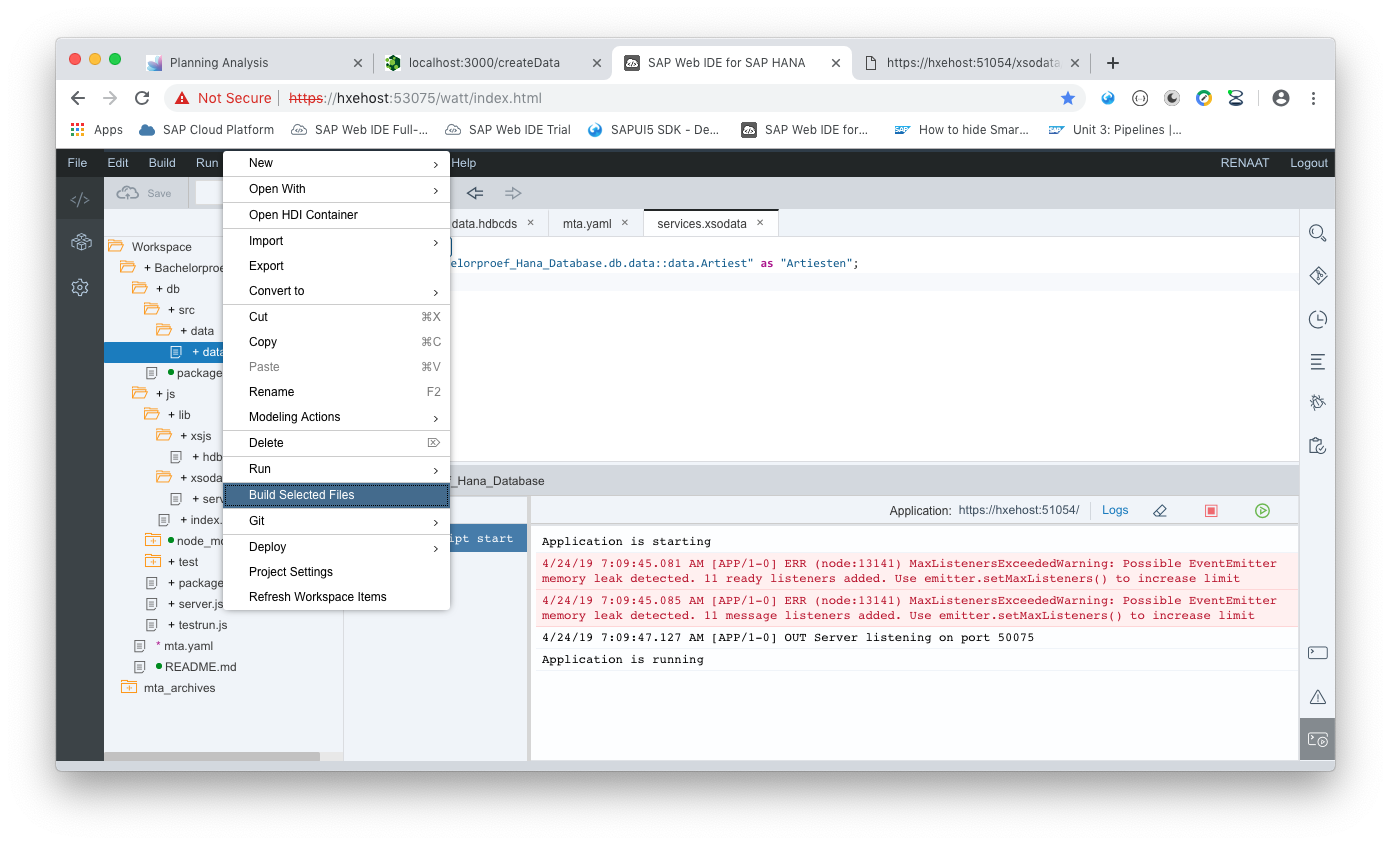 Planning Analysis
localhost:3000/createData
SAP Web IDE for SAP HANA
https://hxehost:51054/xsodata
Not Secure
https://hxehost:53075/watt/index.html
Apps
SAP Cloud Platform
SAP Web IDE Full-...
SAP Web IDE Trial
SAPUI5 SDK - De...
SAP Web IDE for...
How to hide Smar...
Unit 3: Pipelines |...
File Edit Build Run Help RENAAT Logout
Save
data.hdbcds × mta.yaml × services.xsodata ×
elorproef_Hana_Database.db.data::data.Artiest" as "Artiesten";
Workspace
+ Bachelorproe
+ db
+ src
+ data
+ data
package
+ js
+ lib
+ xsjs
+ hdb
+ xsoda
+ serv
+ index.
node_mo
+ test
+ package
+ server.js
+ testrun.js
* mta.yaml
README.md
mta_archives
New
Open With
Open HDI Container
Import
Export
Convert to
Cut ⌘X
Copy ⌘C
Paste ⌘V
Rename F2
Modeling Actions
Delete
Run
Build Selected Files
Git
Deploy
Project Settings
Refresh Workspace Items
_Hana_Database
ipt start
Application: https://hxehost:51054/ Logs
Application is starting
4/24/19 7:09:45.081 AM [APP/1-0] ERR (node:13141) MaxListenersExceededWarning: Possible EventEmitter
memory leak detected. 11 ready listeners added. Use emitter.setMaxListeners() to increase limit
4/24/19 7:09:45.085 AM [APP/1-0] ERR (node:13141) MaxListenersExceededWarning: Possible EventEmitter
memory leak detected. 11 message listeners added. Use emitter.setMaxListeners() to increase limit
4/24/19 7:09:47.127 AM [APP/1-0] OUT Server listening on port 50075
Application is running